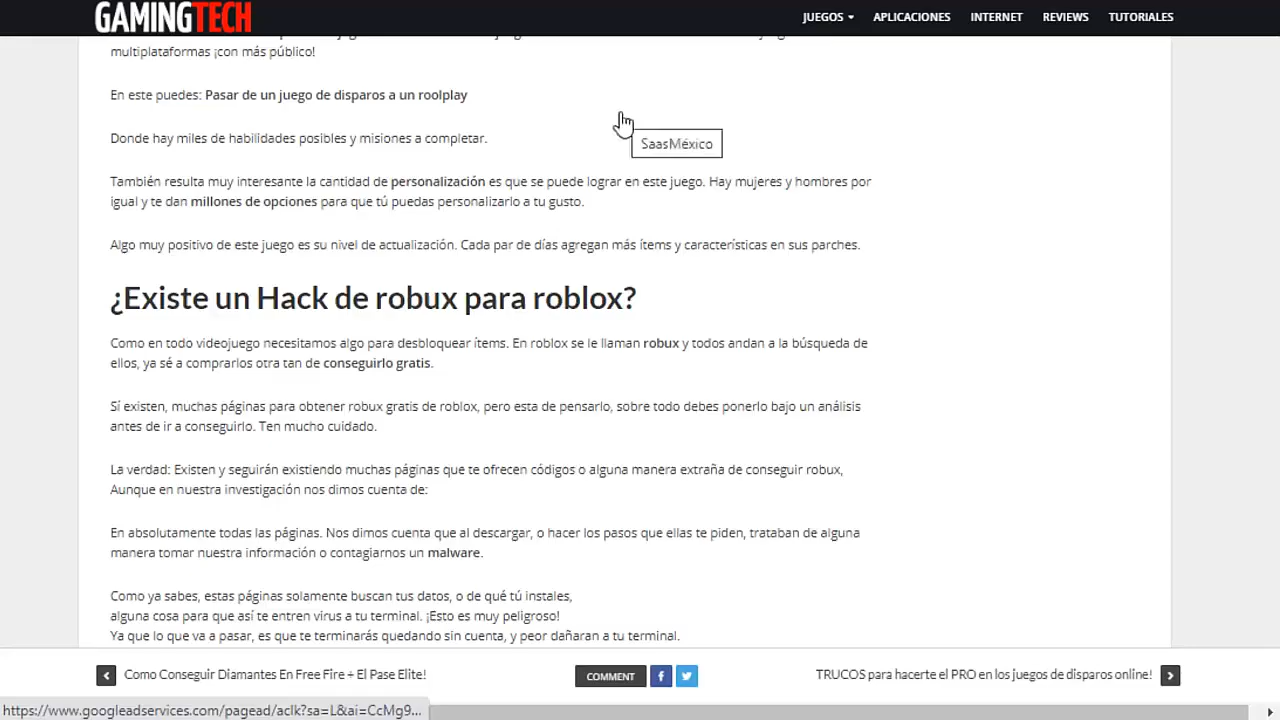 GAMINGTECH
JUEGOS APLICACIONES INTERNET REVIEWS TUTORIALES
multiplataformas ¡con más público!
En este puedes: Pasar de un juego de disparos a un roolplay
SaasMéxico
Donde hay miles de habilidades posibles y misiones a completar.
También resulta muy interesante la cantidad de personalización es que se puede lograr en este juego. Hay mujeres y hombres por
igual y te dan millones de opciones para que tú puedas personalizarlo a tu gusto.
Algo muy positivo de este juego es su nivel de actualización. Cada par de días agregan más ítems y características en sus parches.
¿Existe un Hack de robux para roblox?
Como en todo videojuego necesitamos algo para desbloquear ítems. En roblox se le llaman robux y todos andan a la búsqueda de
ellos, ya sé a comprarlos otra tan de conseguirlo gratis.
Sí existen, muchas páginas para obtener robux gratis de roblox, pero esta de pensarlo, sobre todo debes ponerlo bajo un análisis
antes de ir a conseguirlo. Ten mucho cuidado.
La verdad: Existen y seguirán existiendo muchas páginas que te ofrecen códigos o alguna manera extraña de conseguir robux,
Aunque en nuestra investigación nos dimos cuenta de:
En absolutamente todas las páginas. Nos dimos cuenta que al descargar, o hacer los pasos que ellas te piden, trataban de alguna
manera tomar nuestra información o contagiarnos un malware.
Como ya sabes, estas páginas solamente buscan tus datos, o de qué tú instales,
alguna cosa para que así te entren virus a tu terminal. ¡Esto es muy peligroso!
Ya que lo que va a pasar, es que te terminarás quedando sin cuenta, y peor dañaran a tu terminal.
Como Conseguir Diamantes En Free Fire + El Pase Elite!
COMMENT
TRUCOS para hacerte el PRO en los juegos de disparos online!
https://www.googleadservices.com/pagead/aclk?sa=L&ai=CcMg9...